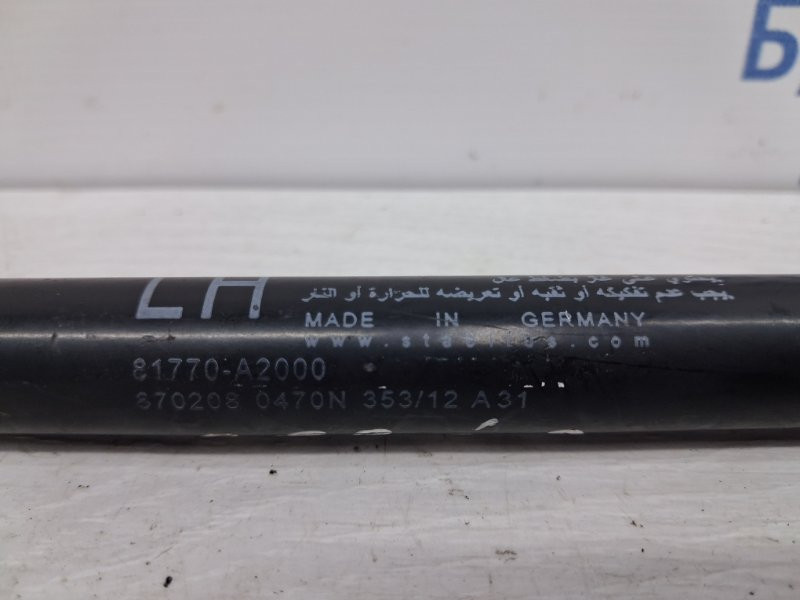 Б
LH
يجب عدم تفكيكه أو ثقبه أو تعريضه للحرارة أو النار
MADE IN GERMANY
www.stabilus.com
81770-A2000
670208 0470N 353/12 A31